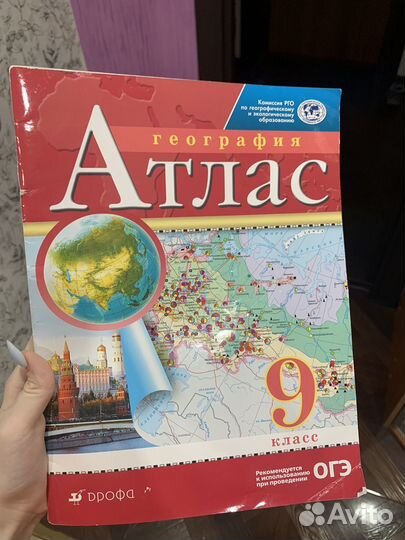 Комиссия РГО
по географическому
и экологическому
образованию
география
Атлас
9
класс
Рекомендуется
к использованию
при проведении
ОГЭ
дрофа
Avito